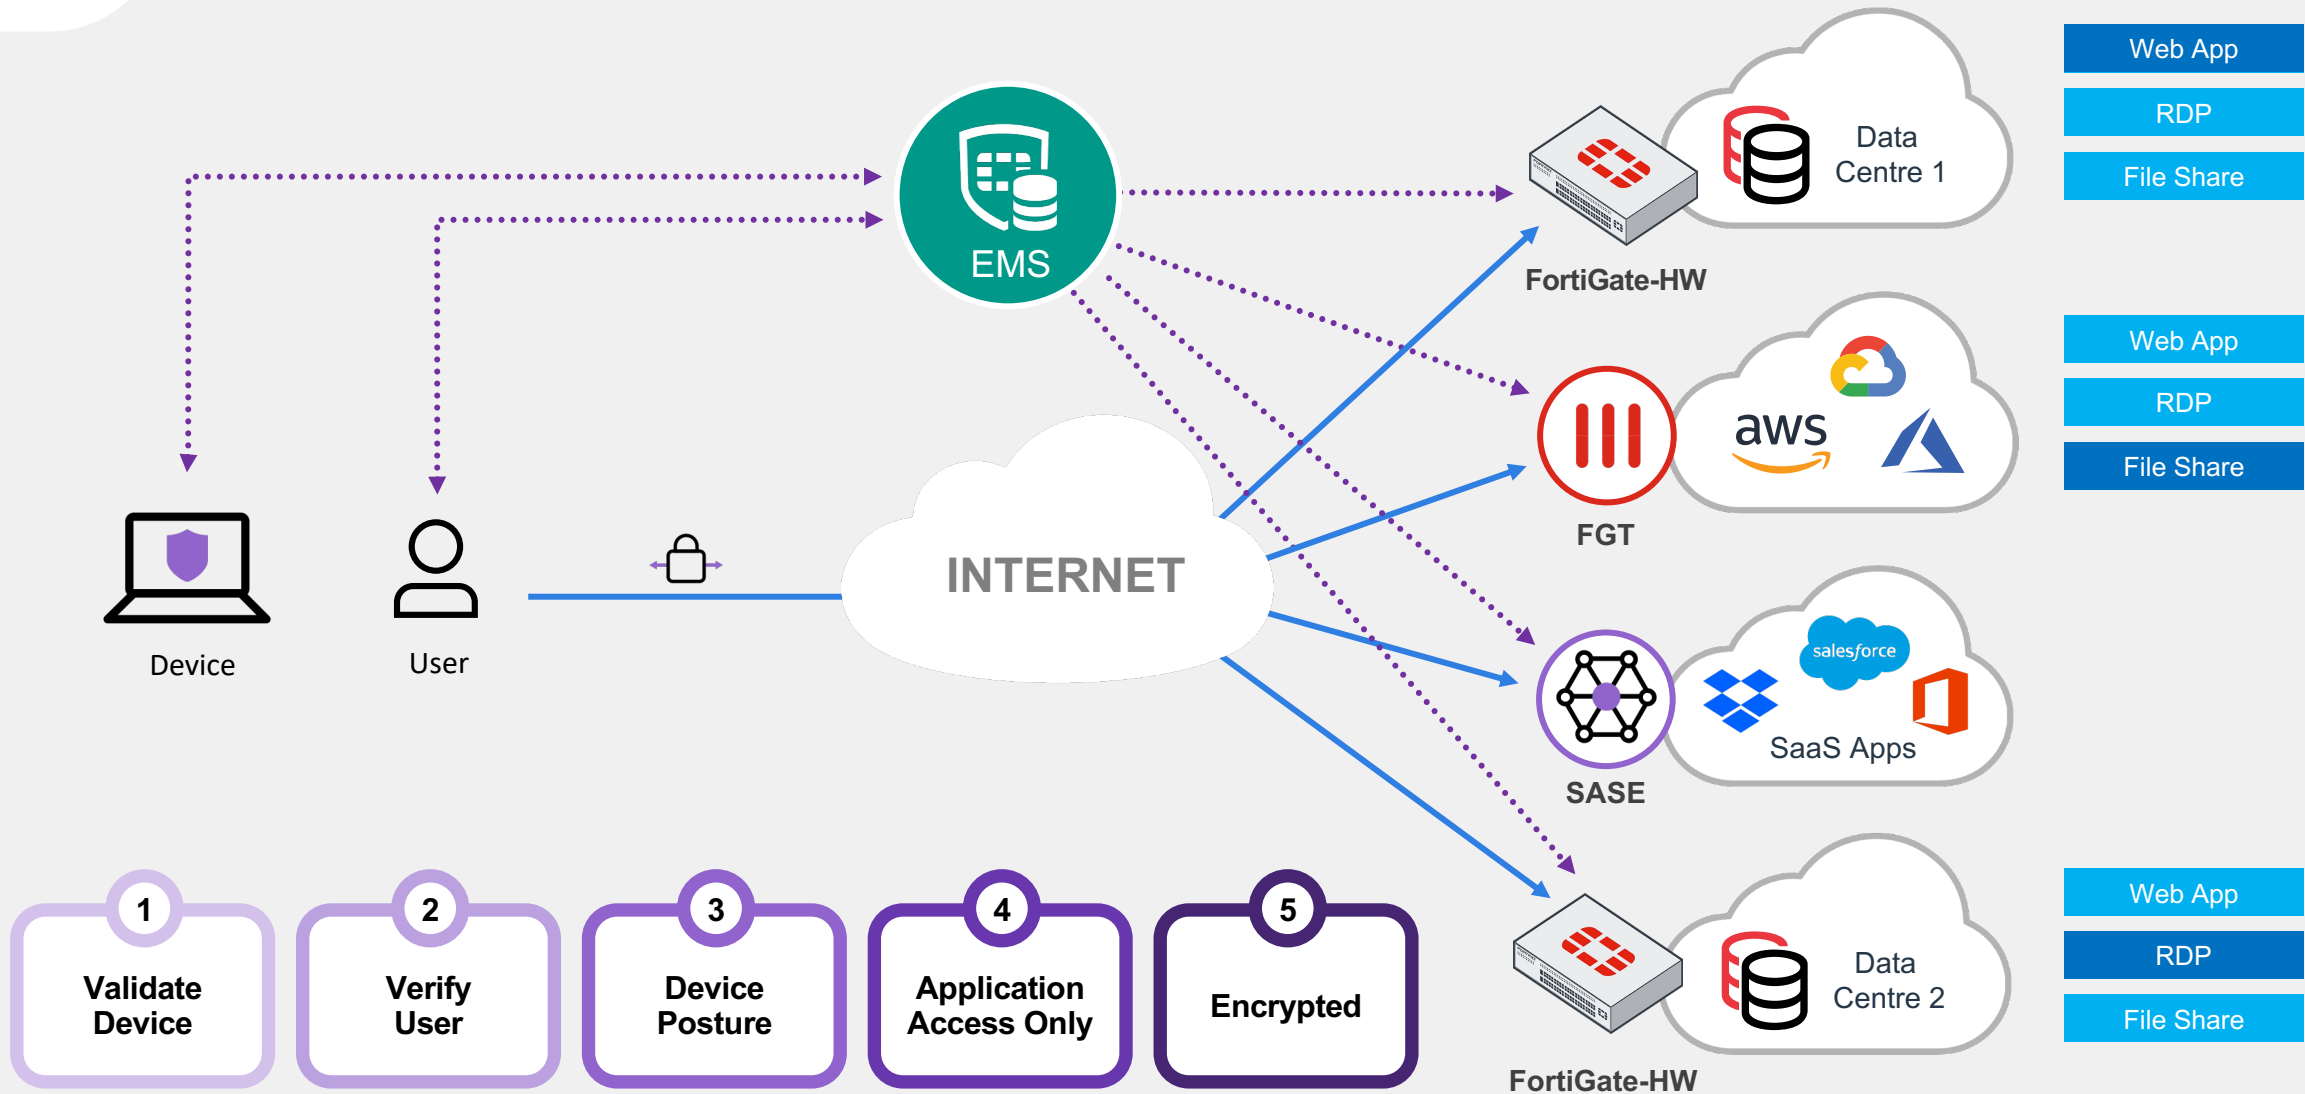 EMS
Data
Centre 1
FortiGate-HW
Web App
RDP
File Share
aws
FGT
Web App
RDP
File Share
INTERNET
Device
User
salesforce
SaaS Apps
SASE
1
Validate
Device
2
Verify
User
3
Device
Posture
4
Application
Access Only
5
Encrypted
Data
Centre 2
FortiGate-HW
Web App
RDP
File Share